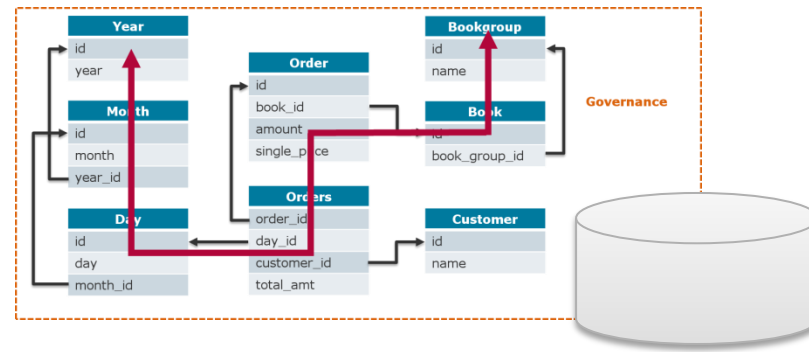 Year
id
year
Month
id
month
year_id
Day
id
day
month_id
Order
id
book_id
amount
single_price
Orders
order_id
day_id
customer_id
total_amt
Bookgroup
id
name
Book
id
book_group_id
Customer
id
name
Governance